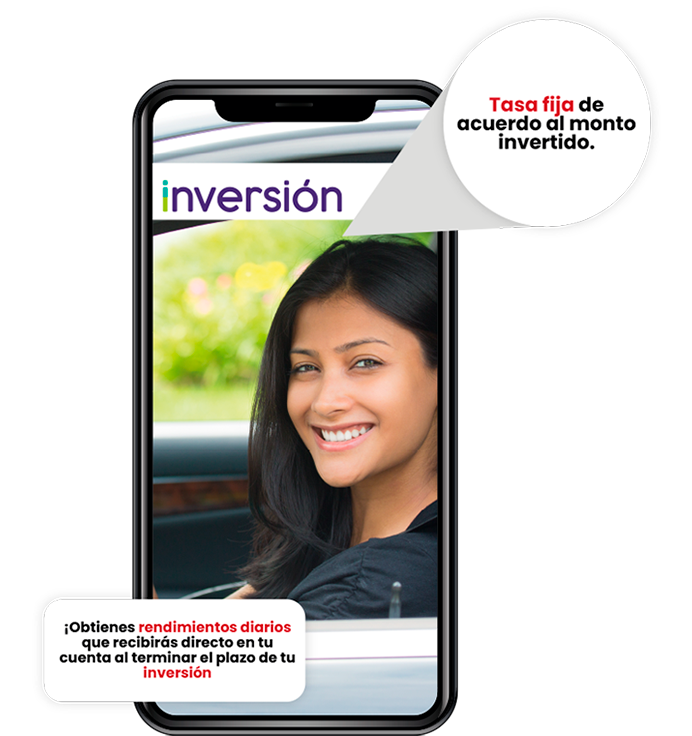 Tasa fija de
acuerdo al monto
invertido.
inversión
¡Obtienes rendimientos diarios
que recibirás directo en tu
cuenta al terminar el plazo de tu
inversión